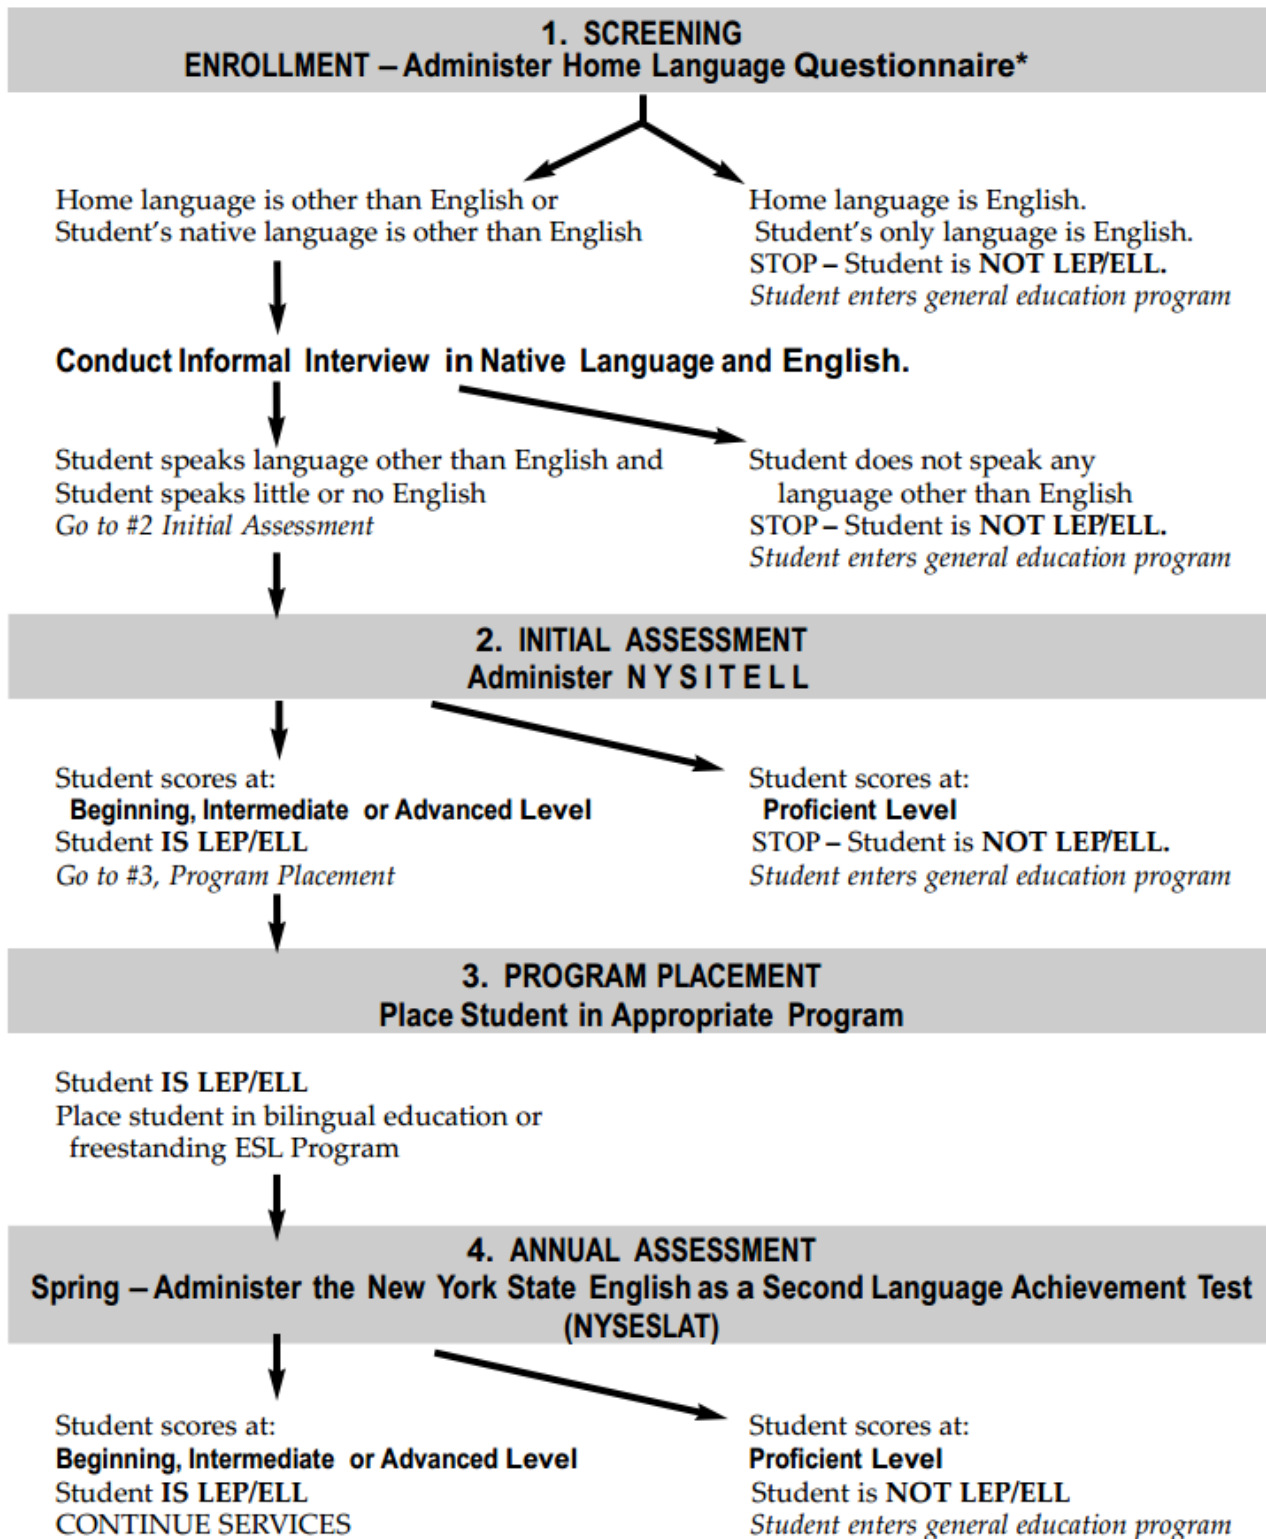 1. SCREENING
ENROLLMENT – Administer Home Language Questionnaire*
Home language is other than English or
Student's native language is other than English
Home language is English.
Student's only language is English.
STOP – Student is NOT LEP/ELL.
Student enters general education program
Conduct Informal Interview in Native Language and English.
Student speaks language other than English and
Student speaks little or no English
Go to #2 Initial Assessment
Student does not speak any
language other than English
STOP – Student is NOT LEP/ELL.
Student enters general education program
2. INITIAL ASSESSMENT
Administer N Y S I T E L L
Student scores at:
Beginning, Intermediate or Advanced Level
Student IS LEP/ELL
Go to #3, Program Placement
Student scores at:
Proficient Level
STOP – Student is NOT LEP/ELL.
Student enters general education program
3. PROGRAM PLACEMENT
Place Student in Appropriate Program
Student IS LEP/ELL
Place student in bilingual education or
freestanding ESL Program
4. ANNUAL ASSESSMENT
Spring – Administer the New York State English as a Second Language Achievement Test
(NYSESLAT)
Student scores at:
Beginning, Intermediate or Advanced Level
Student IS LEP/ELL
CONTINUE SERVICES
Student scores at:
Proficient Level
Student is NOT LEP/ELL
Student enters general education program